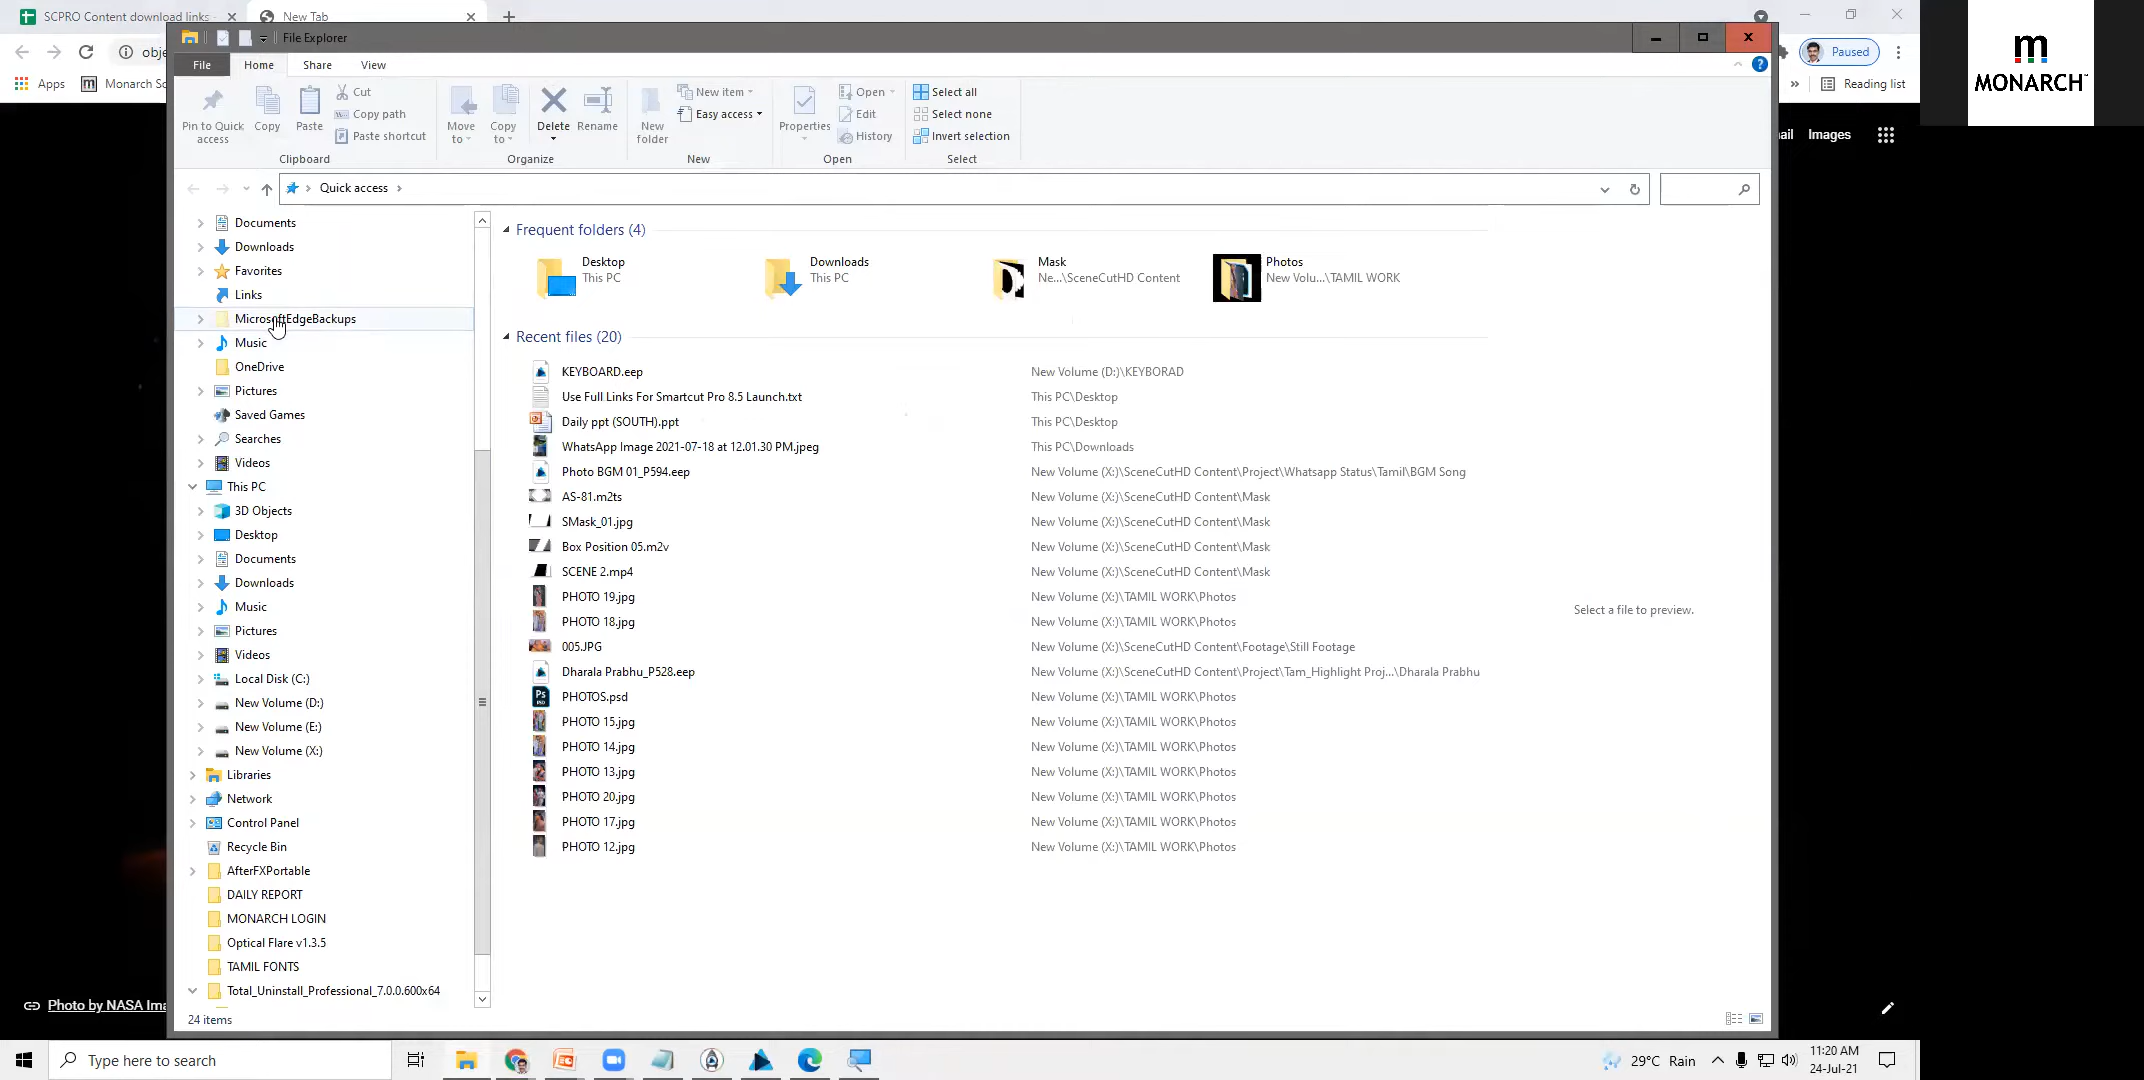 SCPRO Content download links
New Tab
Paused
Apps
Reading list
Images
MONARCH
File Explorer
File
Home
Share
View
Pin to Quick access
Copy
Paste
Cut
Copy path
Paste shortcut
Clipboard
Move to
Copy to
Delete
Rename
Organize
New folder
New item
Easy access
New
Properties
Open
Edit
History
Open
Select all
Select none
Invert selection
Select
Quick access
Documents
Downloads
Favorites
Links
MicrosoftEdgeBackups
Music
OneDrive
Pictures
Saved Games
Searches
Videos
This PC
3D Objects
Desktop
Documents
Downloads
Music
Pictures
Videos
Local Disk (C:)
New Volume (D:)
New Volume (E:)
New Volume (X:)
Libraries
Network
Control Panel
Recycle Bin
AfterFXPortable
DAILY REPORT
MONARCH LOGIN
Optical Flare v1.3.5
TAMIL FONTS
Total_Uninstall_Professional_7.0.0.600x64
24 items
Frequent folders (4)
Desktop
This PC
Downloads
This PC
Mask
Ne...\SceneCutHD Content
Photos
New Volu...\TAMIL WORK
Recent files (20)
KEYBOARD.eep New Volume (D:)\KEYBORAD
Use Full Links For Smartcut Pro 8.5 Launch.txt This PC\Desktop
Daily ppt (SOUTH).ppt This PC\Desktop
WhatsApp Image 2021-07-18 at 12.01.30 PM.jpeg This PC\Downloads
Photo BGM 01_P594.eep New Volume (X:)\SceneCutHD Content\Project\Whatsapp Status\Tamil\BGM Song
AS-81.m2ts New Volume (X:)\SceneCutHD Content\Mask
SMask_01.jpg New Volume (X:)\SceneCutHD Content\Mask
Box Position 05.m2v New Volume (X:)\SceneCutHD Content\Mask
SCENE 2.mp4 New Volume (X:)\SceneCutHD Content\Mask
PHOTO 19.jpg New Volume (X:)\TAMIL WORK\Photos
PHOTO 18.jpg New Volume (X:)\TAMIL WORK\Photos
005.JPG New Volume (X:)\SceneCutHD Content\Footage\Still Footage
Dharala Prabhu_P528.eep New Volume (X:)\SceneCutHD Content\Project\Tam_Highlight Proj...\Dharala Prabhu
PHOTOS.psd New Volume (X:)\TAMIL WORK\Photos
PHOTO 15.jpg New Volume (X:)\TAMIL WORK\Photos
PHOTO 14.jpg New Volume (X:)\TAMIL WORK\Photos
PHOTO 13.jpg New Volume (X:)\TAMIL WORK\Photos
PHOTO 20.jpg New Volume (X:)\TAMIL WORK\Photos
PHOTO 17.jpg New Volume (X:)\TAMIL WORK\Photos
PHOTO 12.jpg New Volume (X:)\TAMIL WORK\Photos
Select a file to preview.
Photo by NASA
Type here to search
29°C Rain
11:20 AM
24-Jul-21